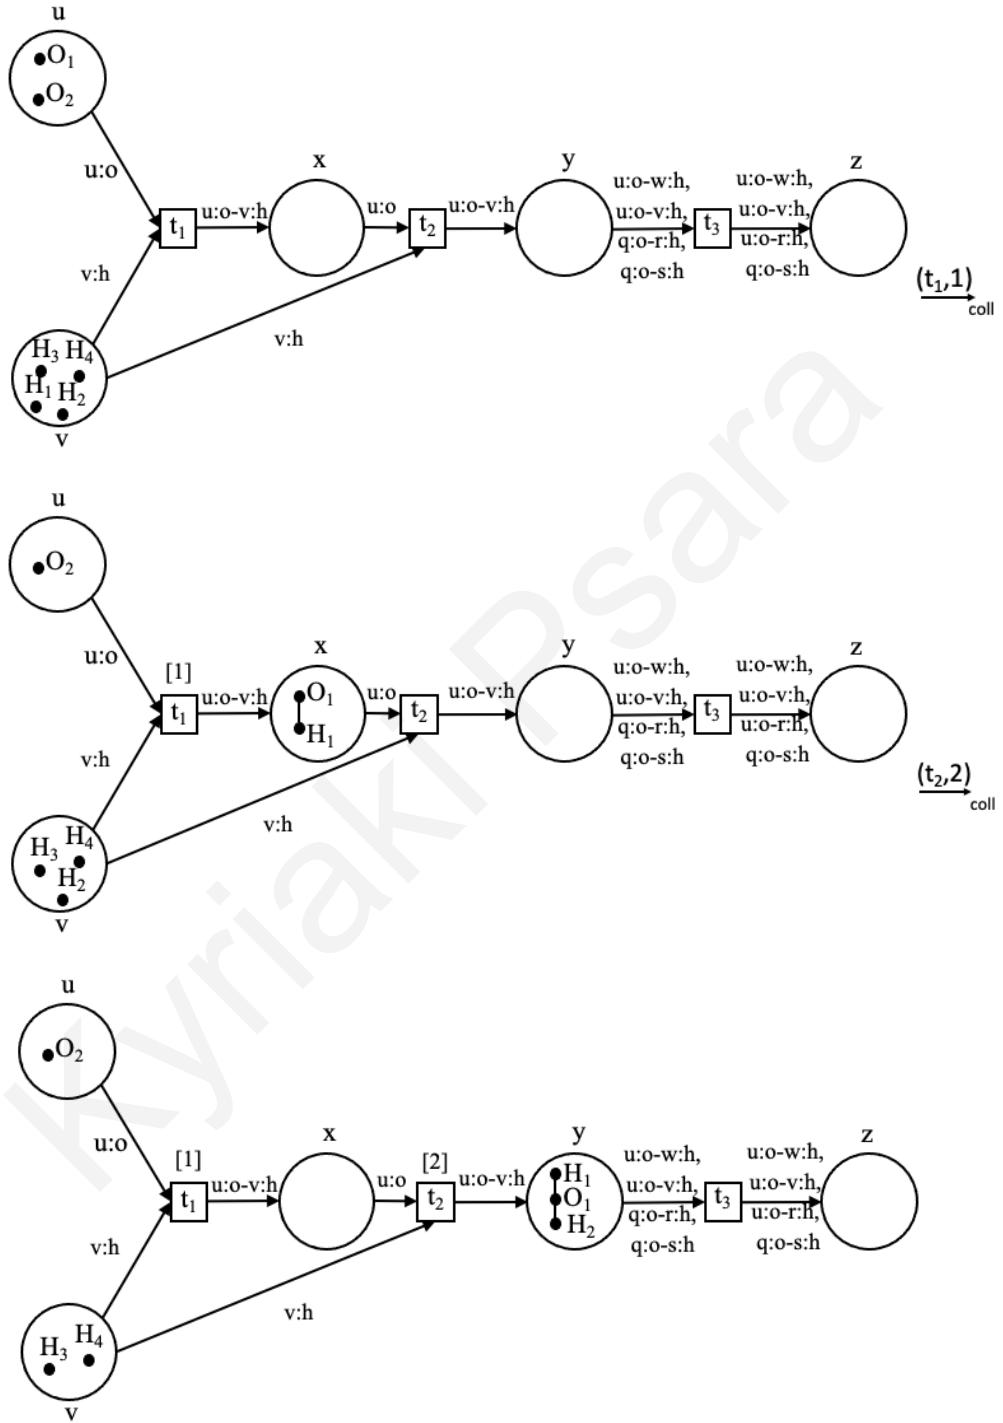 u
O₁
O₂
u:o
v:h
t₁
u:o-v:h
x
u:o
t₂
u:o-v:h
y
u:o-w:h,
u:o-v:h,
q:o-r:h,
q:o-s:h
t₃
u:o-w:h,
u:o-v:h,
u:o-r:h,
q:o-s:h
z
(t₁,1)
coll
v:h
H₃ H₄
H₁ H₂
v
u
O₂
u:o
v:h
[1]
t₁
u:o-v:h
x
O₁
H₁
u:o
t₂
u:o-v:h
y
u:o-w:h,
u:o-v:h,
q:o-r:h,
q:o-s:h
t₃
u:o-w:h,
u:o-v:h,
u:o-r:h,
q:o-s:h
z
(t₂,2)
coll
v:h
H₃ H₄
H₂
v
u
O₂
u:o
v:h
[1]
t₁
u:o-v:h
x
u:o
[2]
t₂
u:o-v:h
y
H₁
O₁
H₂
u:o-w:h,
u:o-v:h,
q:o-r:h,
q:o-s:h
t₃
u:o-w:h,
u:o-v:h,
u:o-r:h,
q:o-s:h
z
v:h
H₃ H₄
v
Kyriaki Psara